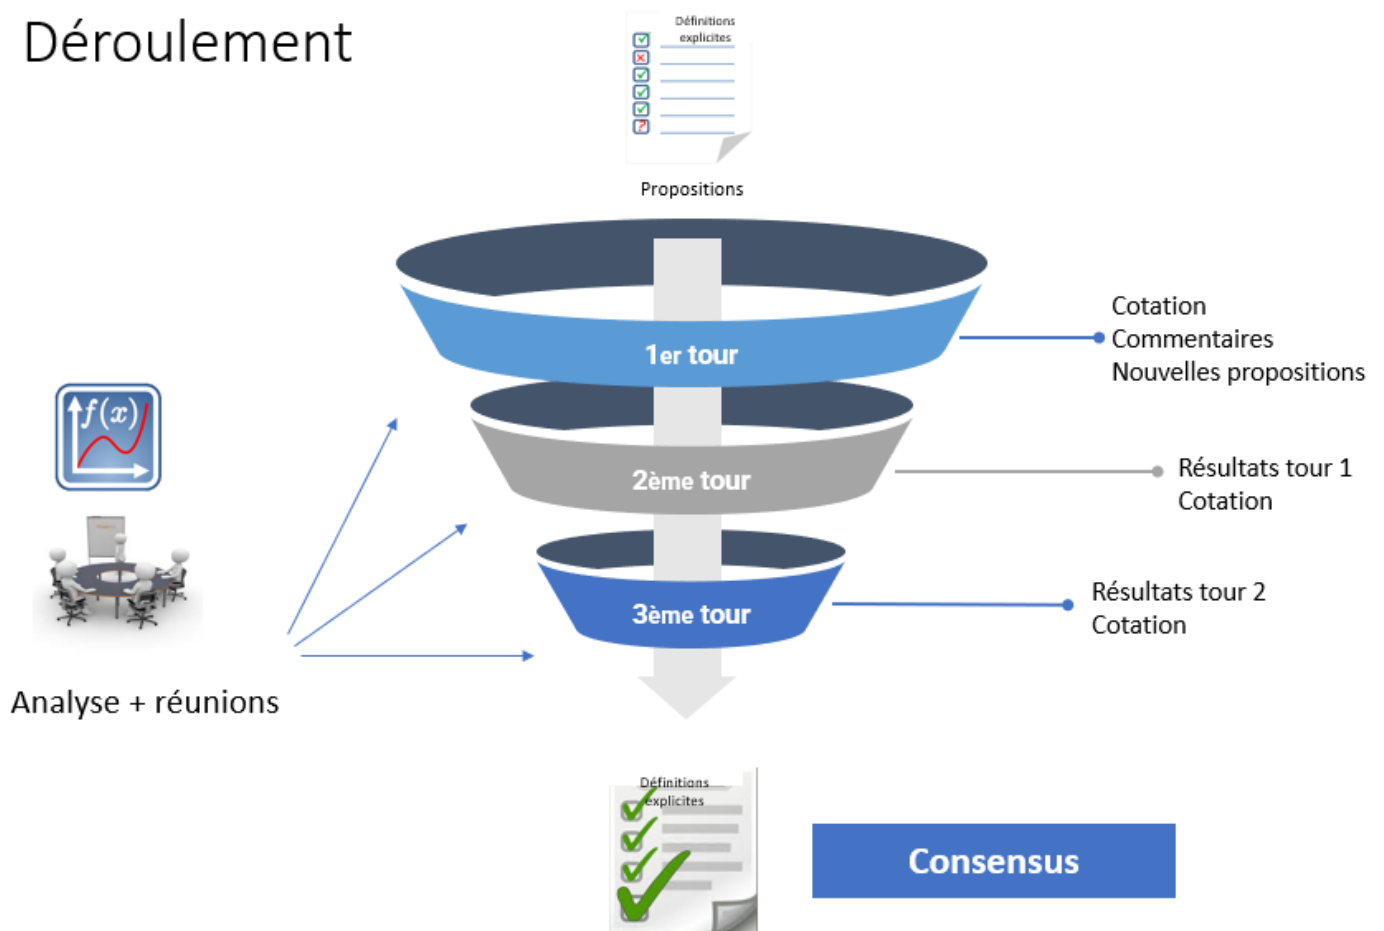 Déroulement
Définitions
explicites
?
Propositions
1er tour
Cotation
Commentaires
Nouvelles propositions
f(x)
2ème tour
Résultats tour 1
Cotation
3ème tour
Résultats tour 2
Cotation
Analyse + réunions
Définitions
explicites
Consensus